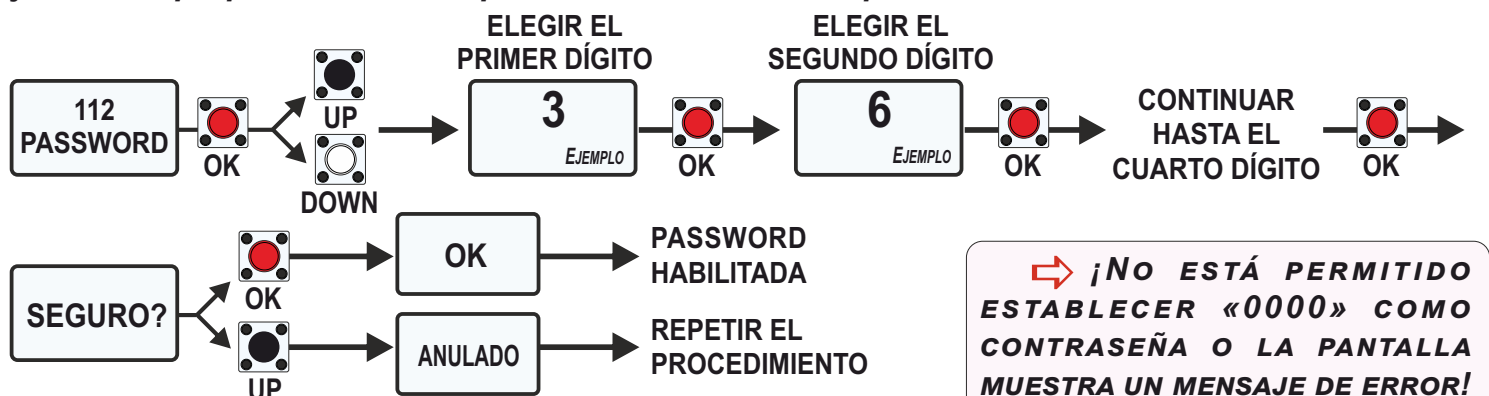 ELEGIR EL
PRIMER DÍGITO
ELEGIR EL
SEGUNDO DÍGITO
112
PASSWORD
OK
UP
DOWN
3
EJEMPLO
OK
6
EJEMPLO
OK
CONTINUAR
HASTA EL
CUARTO DÍGITO
OK
SEGURO?
OK
UP
OK
PASSWORD
HABILITADA
ANULADO
REPETIR EL
PROCEDIMIENTO
¡NO ESTÁ PERMITIDO
ESTABLECER «0000» COMO
CONTRASEÑA O LA PANTALLA
MUESTRA UN MENSAJE DE ERROR!